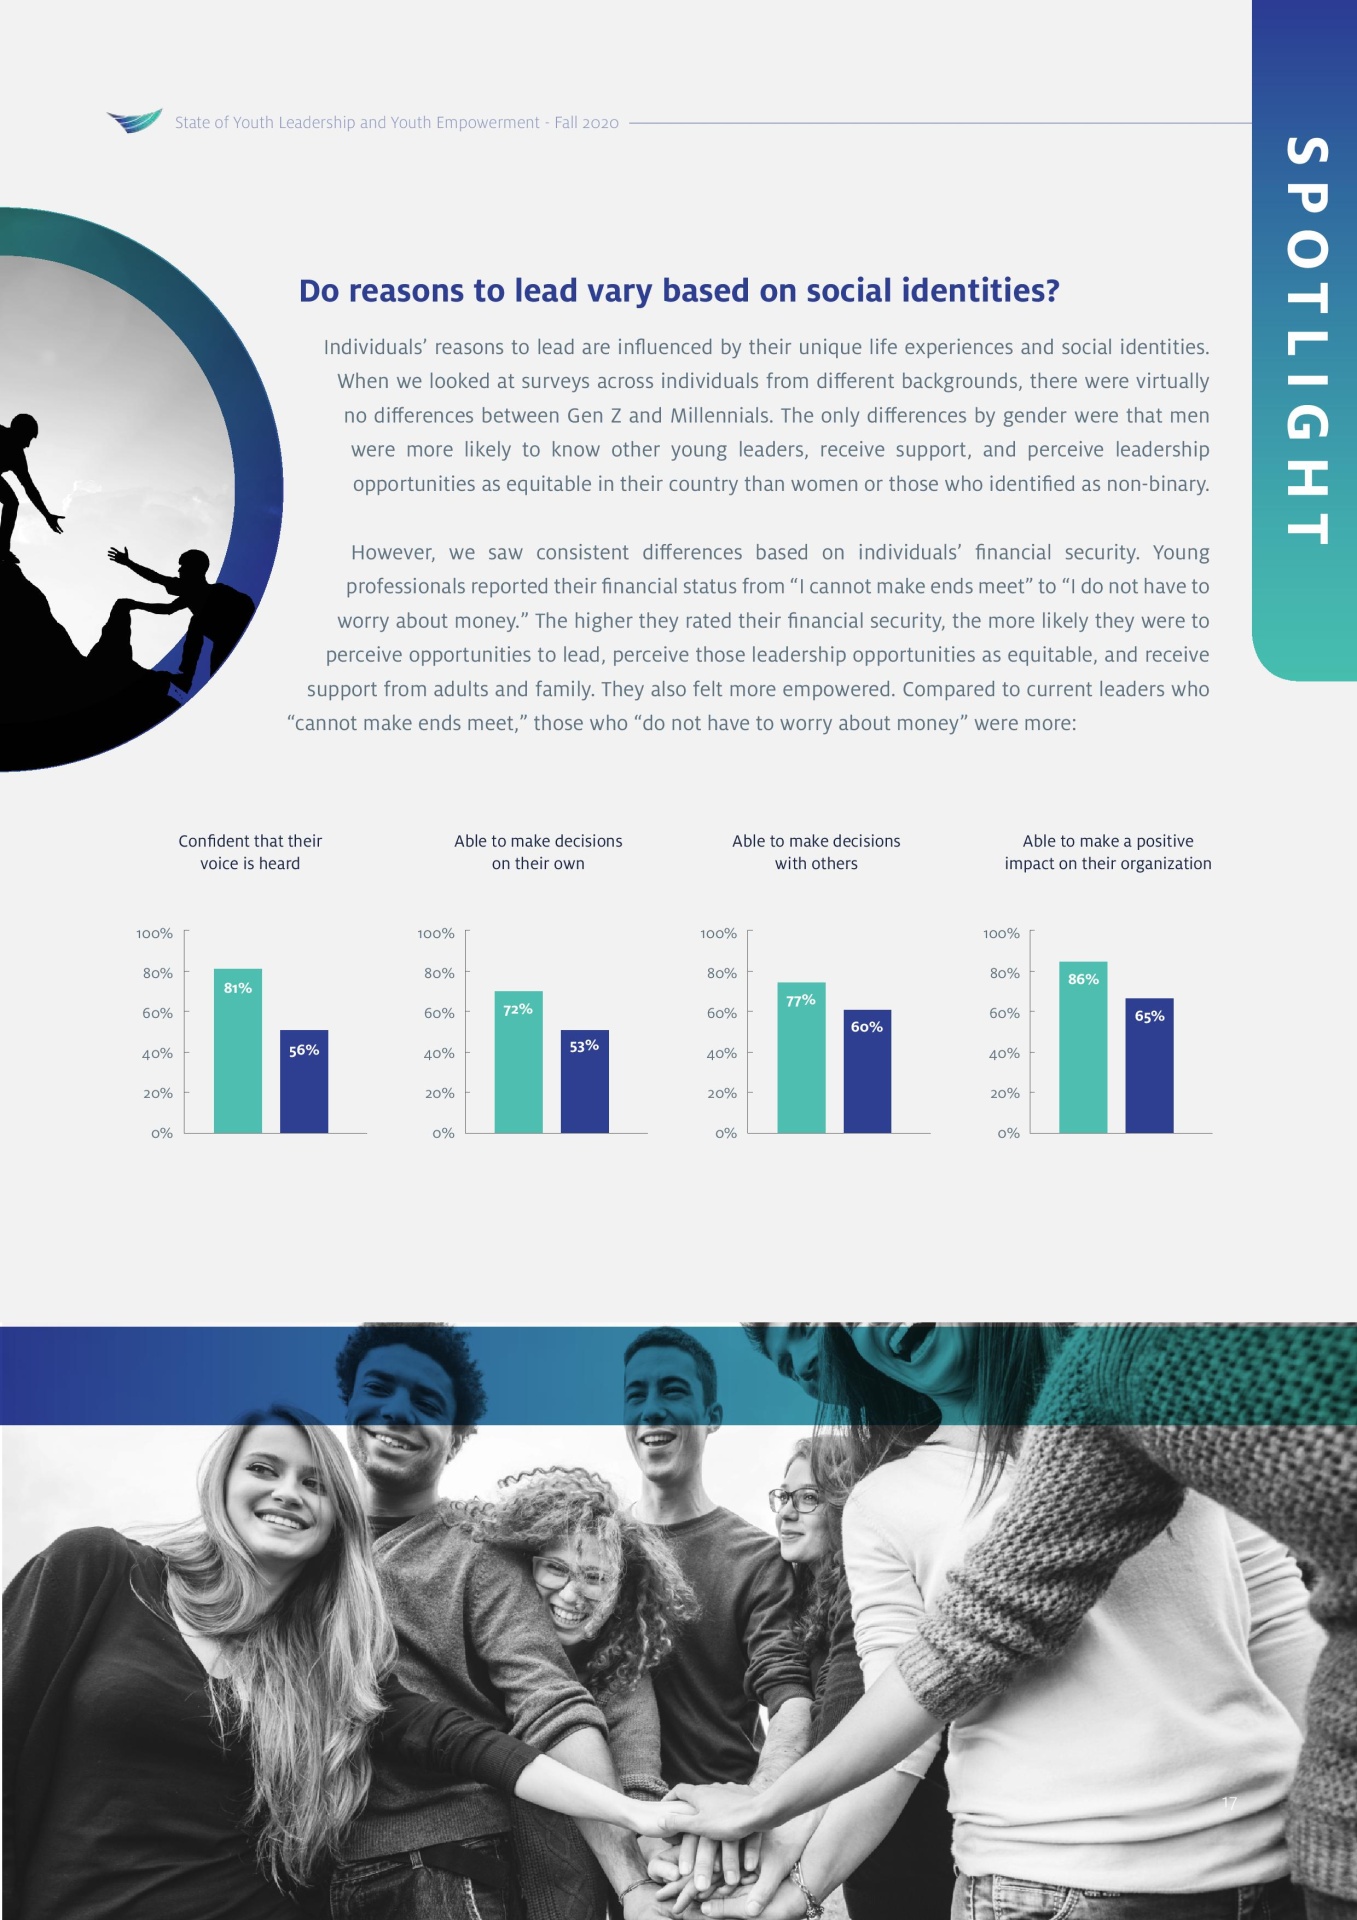 State of Youth Leadership and Youth Empowerment - Fall 2020
SPOTLIGHT
Do reasons to lead vary based on social identities?
Individuals’ reasons to lead are influenced by their unique life experiences and social identities.
When we looked at surveys across individuals from different backgrounds, there were virtually
no differences between Gen Z and Millennials. The only differences by gender were that men
were more likely to know other young leaders, receive support, and perceive leadership
opportunities as equitable in their country than women or those who identified as non-binary.
However, we saw consistent differences based on individuals’ financial security. Young
professionals reported their financial status from “I cannot make ends meet” to “I do not have to
worry about money.” The higher they rated their financial security, the more likely they were to
perceive opportunities to lead, perceive those leadership opportunities as equitable, and receive
support from adults and family. They also felt more empowered. Compared to current leaders who
“cannot make ends meet,” those who “do not have to worry about money” were more:
Confident that their
voice is heard
100%
80%
60%
40%
20%
0%
81%
56%
Able to make decisions
on their own
100%
80%
60%
40%
20%
0%
72%
53%
Able to make decisions
with others
100%
80%
60%
40%
20%
0%
77%
60%
Able to make a positive
impact on their organization
100%
80%
60%
40%
20%
0%
86%
65%
17